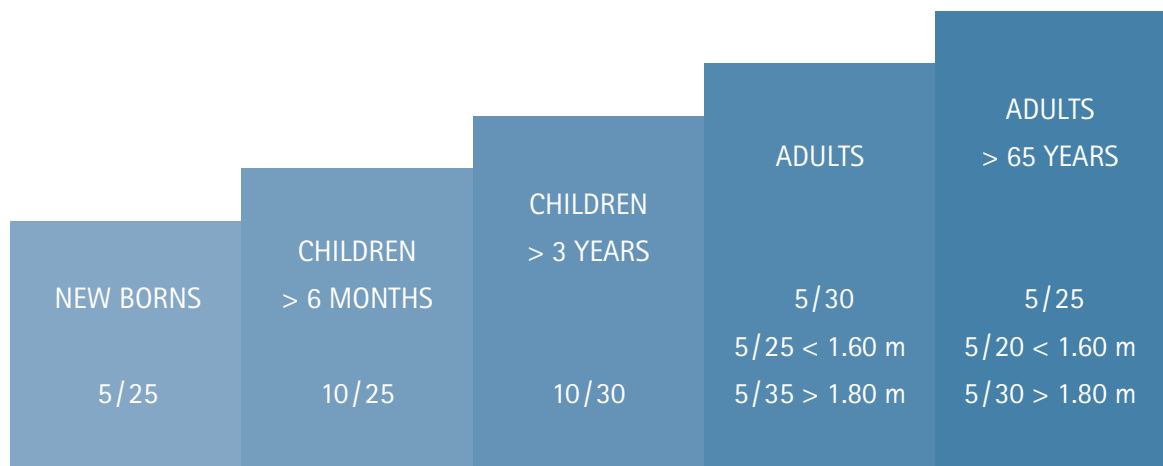 NEW BORNS
5/25
CHILDREN
> 6 MONTHS
10/25
CHILDREN
> 3 YEARS
10/30
ADULTS
5/30
5/25 < 1.60 m
5/35 > 1.80 m
ADULTS
> 65 YEARS
5/25
5/20 < 1.60 m
5/30 > 1.80 m